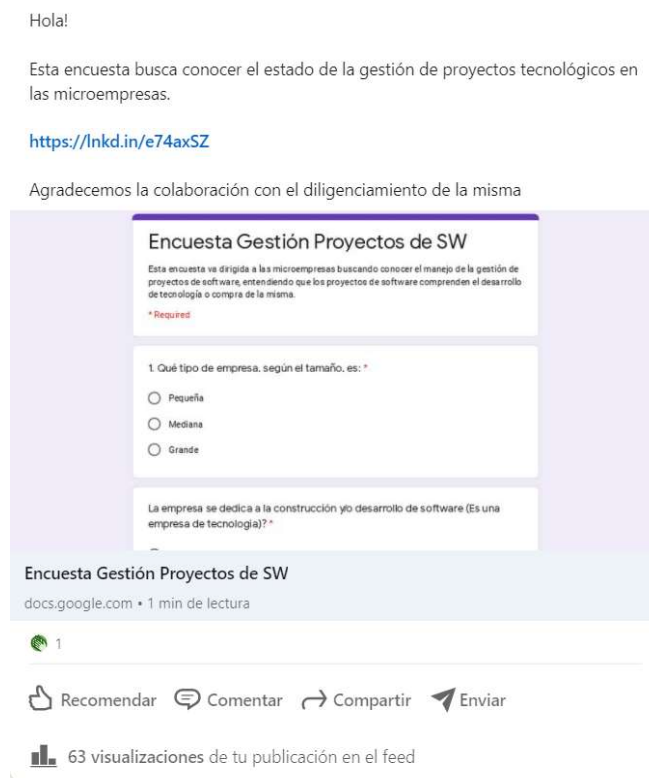 Hola!
Esta encuesta busca conocer el estado de la gestión de proyectos tecnológicos en
las microempresas.
https://lnkd.in/e74axSZ
Agradecemos la colaboración con el diligenciamiento de la misma
Encuesta Gestión Proyectos de SW
Esta encuesta va dirigida a las microempresas buscando conocer el manejo de la gestión de
proyectos de software, entendiendo que los proyectos de software comprenden el desarrollo
de tecnología o compra de la misma.
* Required
1. Qué tipo de empresa, según el tamaño, es: *
Pequeña
Mediana
Grande
La empresa se dedica a la construcción y/o desarrollo de software (Es una
empresa de tecnología)? *
Encuesta Gestión Proyectos de SW
docs.google.com • 1 min de lectura
1
Recomendar Comentar Compartir Enviar
63 visualizaciones de tu publicación en el feed